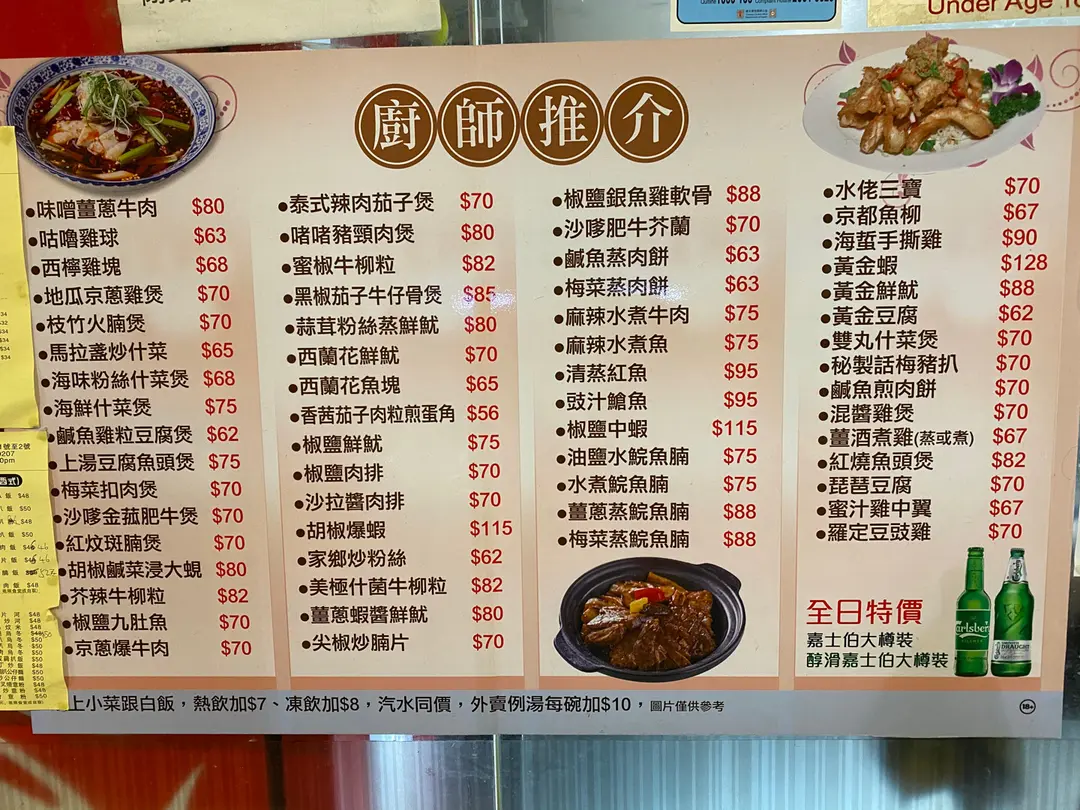 Under Age 18
廚師推介
●味噌薑蔥牛肉 $80
●咕嚕雞球 $63
●西檸雞塊 $68
●地瓜京蔥雞煲 $70
●枝竹火腩煲 $70
●馬拉盞炒什菜 $65
●海味粉絲什菜煲 $68
●海鮮什菜煲 $75
●鹹魚雞粒豆腐煲 $62
●上湯豆腐魚頭煲 $75
●梅菜扣肉煲 $70
●沙嗲金菰肥牛煲 $70
●紅炆斑腩煲 $70
●胡椒鹹菜浸大蜆 $80
●芥辣牛柳粒 $82
●椒鹽九肚魚 $70
●京蔥爆牛肉 $70
●泰式辣肉茄子煲 $70
●啫啫豬頸肉煲 $80
●蜜椒牛柳粒 $82
●黑椒茄子牛仔骨煲 $85
●蒜茸粉絲蒸鮮魷 $80
●西蘭花鮮魷 $70
●西蘭花魚塊 $65
●香茜茄子肉粒煎蛋角 $56
●椒鹽鮮魷 $75
●椒鹽肉排 $70
●沙拉醬肉排 $70
●胡椒爆蝦 $115
●家鄉炒粉絲 $62
●美極什菌牛柳粒 $82
●薑蔥蝦醬鮮魷 $80
●尖椒炒腩片 $70
●椒鹽銀魚雞軟骨 $88
●沙嗲肥牛芥蘭 $70
●鹹魚蒸肉餅 $63
●梅菜蒸肉餅 $63
●麻辣水煮牛肉 $75
●麻辣水煮魚 $75
●清蒸紅魚 $95
●豉汁鱠魚 $95
●椒鹽中蝦 $115
●油鹽水鯇魚腩 $75
●水煮鯇魚腩 $75
●薑蔥蒸鯇魚腩 $88
●梅菜蒸鯇魚腩 $88
●水佬三寶 $70
●京都魚柳 $67
●海蜇手撕雞 $90
●黃金蝦 $128
●黃金鮮魷 $88
●黃金豆腐 $62
●雙丸什菜煲 $70
●秘製話梅豬扒 $70
●鹹魚煎肉餅 $70
●混醬雞煲 $70
●薑酒煮雞(蒸或煮) $67
●紅燒魚頭煲 $82
●琵琶豆腐 $70
●蜜汁雞中翼 $67
●羅定豆豉雞 $70
全日特價
嘉士伯大樽裝
醇滑嘉士伯大樽裝
上小菜跟白飯，熱飲加$7、凍飲加$8，汽水同價，外賣例湯每碗加$10，圖片僅供參考
18+